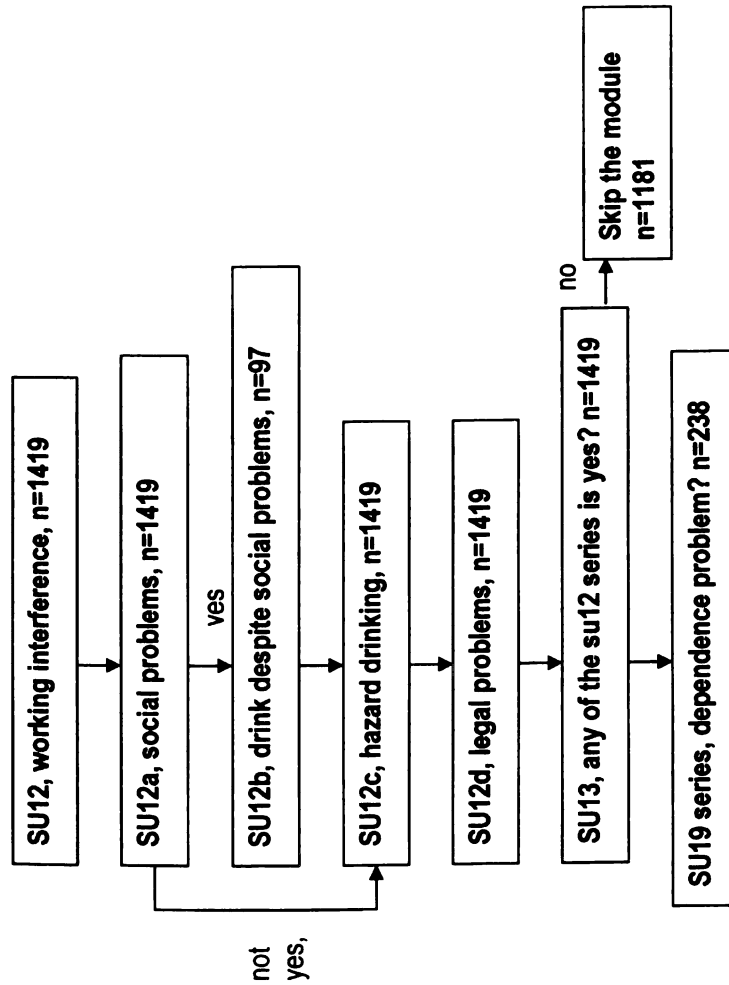 SU12, working interference, n=1419
SU12a, social problems, n=1419
yes
not
yes,
SU12b, drink despite social problems, n=97
SU12c, hazard drinking, n=1419
SU12d, legal problems, n=1419
SU13, any of the su12 series is yes? n=1419
no
Skip the module
n=1181
SU19 series, dependence problem? n=238